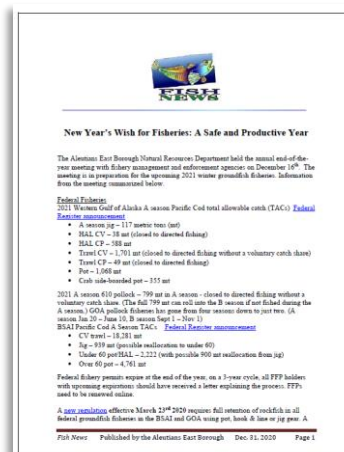 FISH
NEWS
New Year's Wish for Fisheries: A Safe and Productive Year
The Aleutians East Borough Natural Resources Department held the annual end-of-the-
year meeting with fishery management and enforcement agencies on December 16th. The
meeting is in preparation for the upcoming 2021 winter groundfish fisheries. Information
from the meeting summarized below.
Federal Fisheries
2021 Western Gulf of Alaska A season Pacific Cod total allowable catch (TACs) Federal
Register announcement
• A season jig – 117 metric tons (mt)
• HAL CV – 38 mt (closed to directed fishing)
• HAL CP – 588 mt
• Trawl CV – 1,701 mt (closed to directed fishing without a voluntary catch share)
• Trawl CP – 49 mt (closed to directed fishing)
• Pot – 1,068 mt
• Crab side-boarded pot – 355 mt
2021 A season 610 pollock – 799 mt in A season - closed to directed fishing without a
voluntary catch share. (The full 799 mt can roll into the B season if not fished during the
A season.) GOA pollock fisheries has gone from four seasons down to just two. (A
season Jan 20 – June 10, B season Sept 1 – Nov 1)
BSAI Pacific Cod A Season TACs Federal Register announcement
• CV trawl – 18,281 mt
• Jig – 939 mt (possible reallocation to under 60)
• Under 60 pot/HAL – 2,222 (with possible 900 mt reallocation from jig)
• Over 60 pot – 4,761 mt
Federal fishery permits expire at the end of the year, on a 3-year cycle, all FFP holders
with upcoming expirations should have received a letter explaining the process. FFPs
need to be renewed online.
A new regulation effective March 23rd 2020 requires full retention of rockfish in all
federal groundfish fisheries in the BSAI and GOA using pot, hook & line or jig gear. A
Fish News Published by the Aleutians East Borough Dec. 31, 2020 Page 1